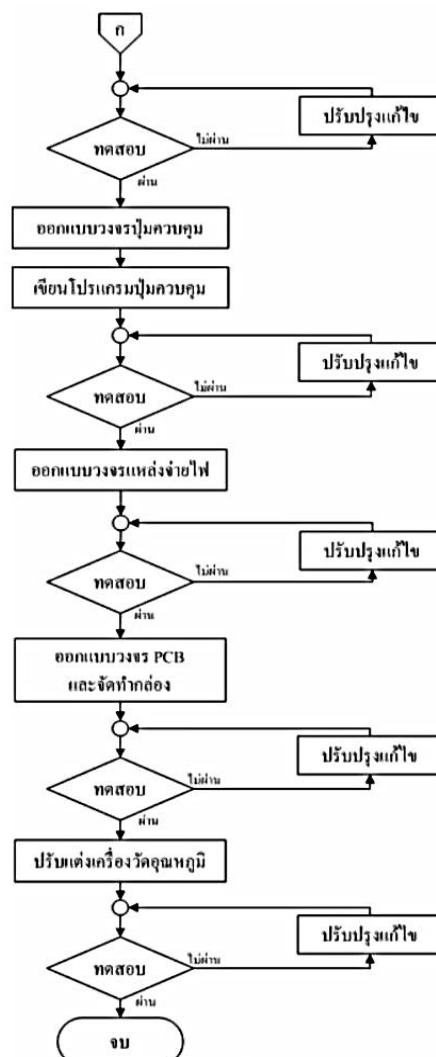 ก
ปรับปรุงแก้ไข
ทดสอบ
ไม่ผ่าน
ผ่าน
ออกแบบวงจรปุ่มควบคุม
เขียนโปรแกรมปุ่มควบคุม
ปรับปรุงแก้ไข
ทดสอบ
ไม่ผ่าน
ผ่าน
ออกแบบวงจรแหล่งจ่ายไฟ
ปรับปรุงแก้ไข
ทดสอบ
ไม่ผ่าน
ผ่าน
ออกแบบวงจร PCB
และจัดทำกล่อง
ปรับปรุงแก้ไข
ทดสอบ
ไม่ผ่าน
ผ่าน
ปรับแต่งเครื่องวัดอุณหภูมิ
ปรับปรุงแก้ไข
ทดสอบ
ไม่ผ่าน
ผ่าน
จบ